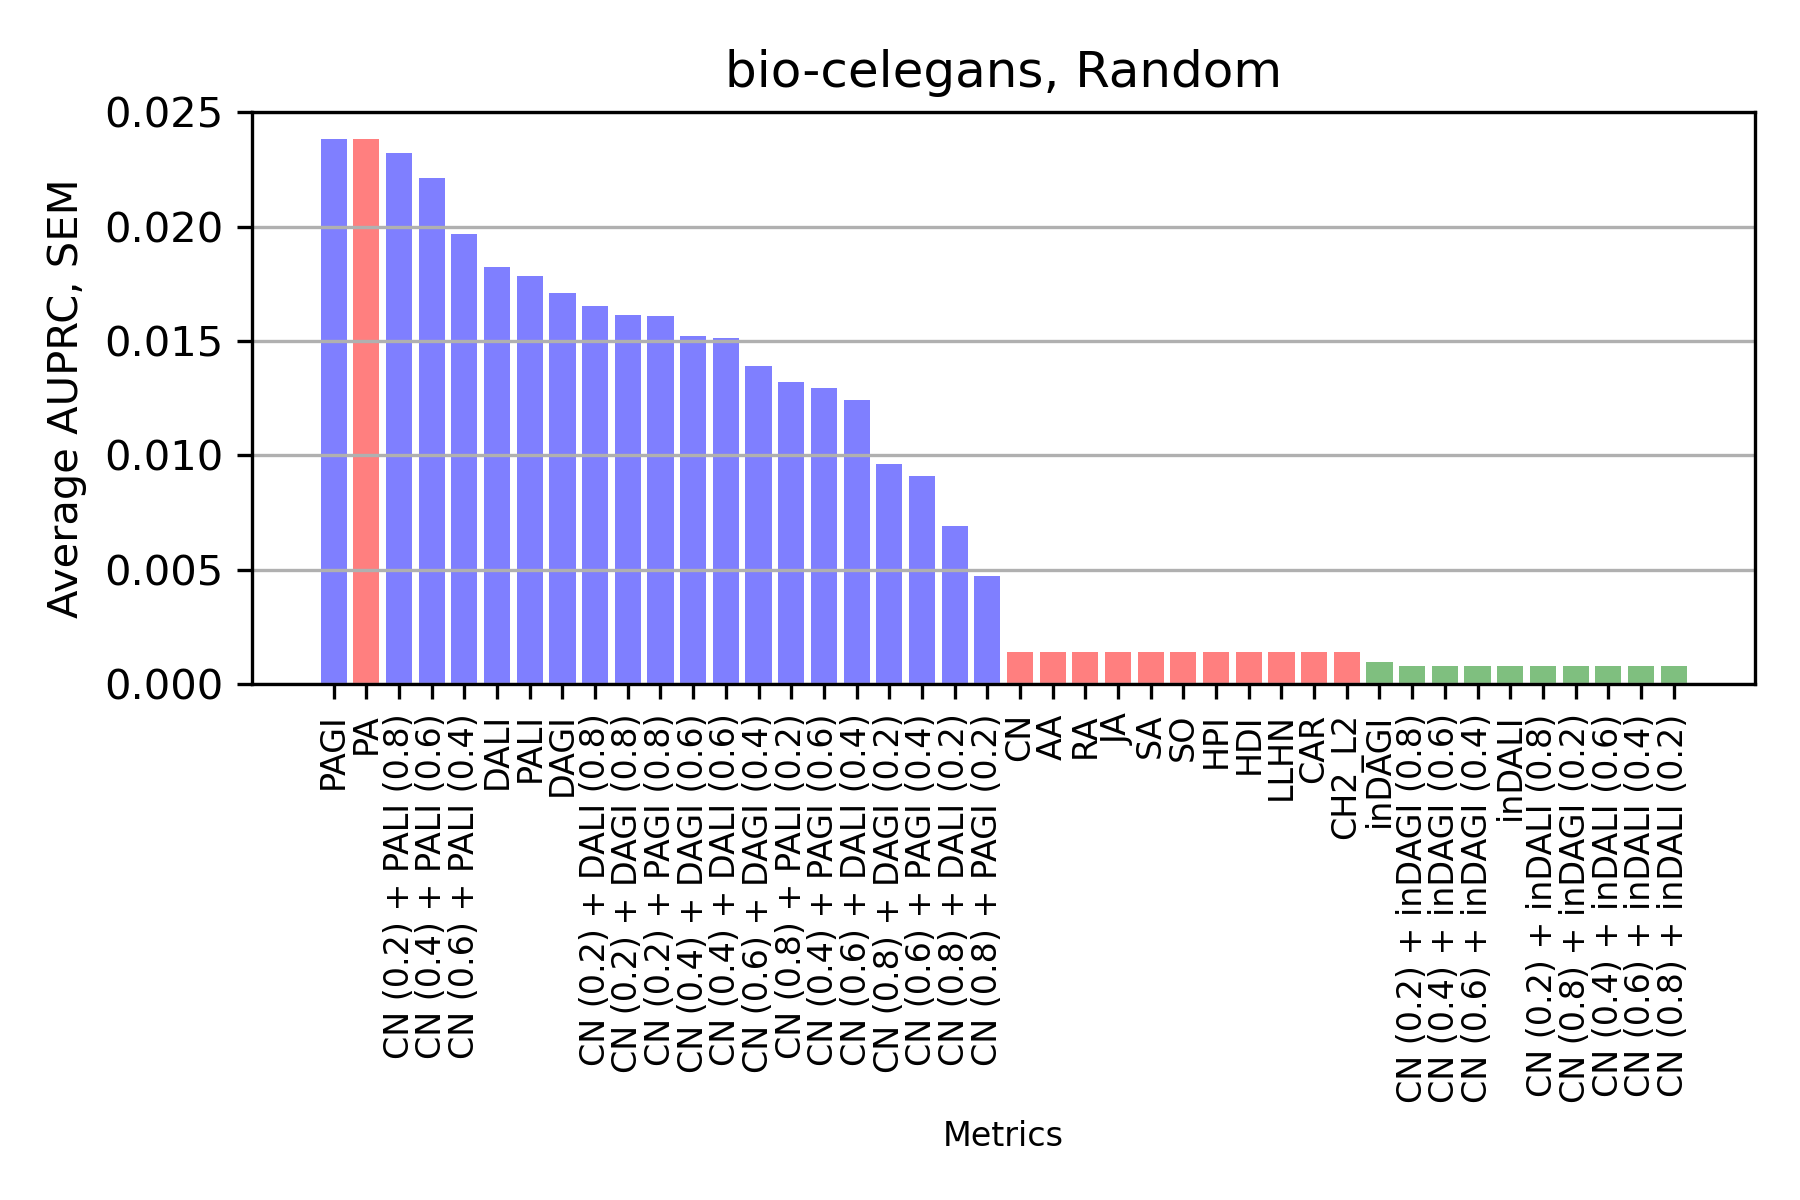 bio-celegans, Random
Average AUPRC, SEM
0.025
0.020
0.015
0.010
0.005
0.000
PAGI
PA
CN (0.2) + PALI (0.8)
CN (0.4) + PALI (0.6)
CN (0.6) + PALI (0.4)
DALI
PALI
DAGI
CN (0.2) + DALI (0.8)
CN (0.2) + DAGI (0.8)
CN (0.2) + PAGI (0.8)
CN (0.4) + DAGI (0.6)
CN (0.4) + DALI (0.6)
CN (0.6) + DAGI (0.4)
CN (0.8) + PALI (0.2)
CN (0.4) + PAGI (0.6)
CN (0.6) + DALI (0.4)
CN (0.8) + DAGI (0.2)
CN (0.6) + PAGI (0.4)
CN (0.8) + DALI (0.2)
CN (0.8) + PAGI (0.2)
CN
AA
RA
JA
SA
SO
HPI
HDI
LLHN
CAR
CH2_L2
inDAGI
CN (0.2) + inDAGI (0.8)
CN (0.4) + inDAGI (0.6)
CN (0.6) + inDAGI (0.4)
inDALI
CN (0.2) + inDALI (0.8)
CN (0.8) + inDAGI (0.2)
CN (0.4) + inDALI (0.6)
CN (0.6) + inDALI (0.4)
CN (0.8) + inDALI (0.2)
Metrics